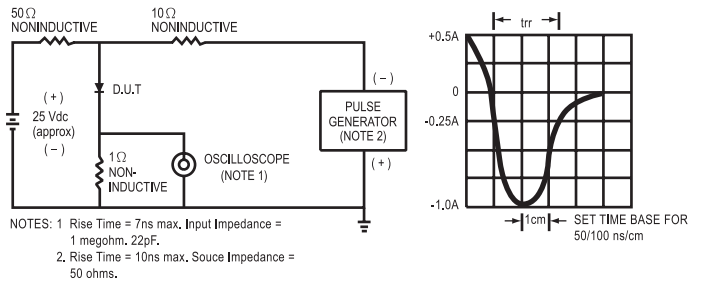 50Ω
NONINDUCTIVE
10Ω
NONINDUCTIVE
(+)
25 Vdc
(approx)
(−)
D.U.T
1Ω
NON-
INDUCTIVE
OSCILLOSCOPE
(NOTE 1)
(−)
PULSE
GENERATOR
(NOTE 2)
(+)
trr
+0.5A
0
-0.25A
-1.0A
1cm
SET TIME BASE FOR
50/100 ns/cm
NOTES: 1 Rise Time = 7ns max. Input Impedance =
1 megohm. 22pF.
2. Rise Time = 10ns max. Souce Impedance =
50 ohms.